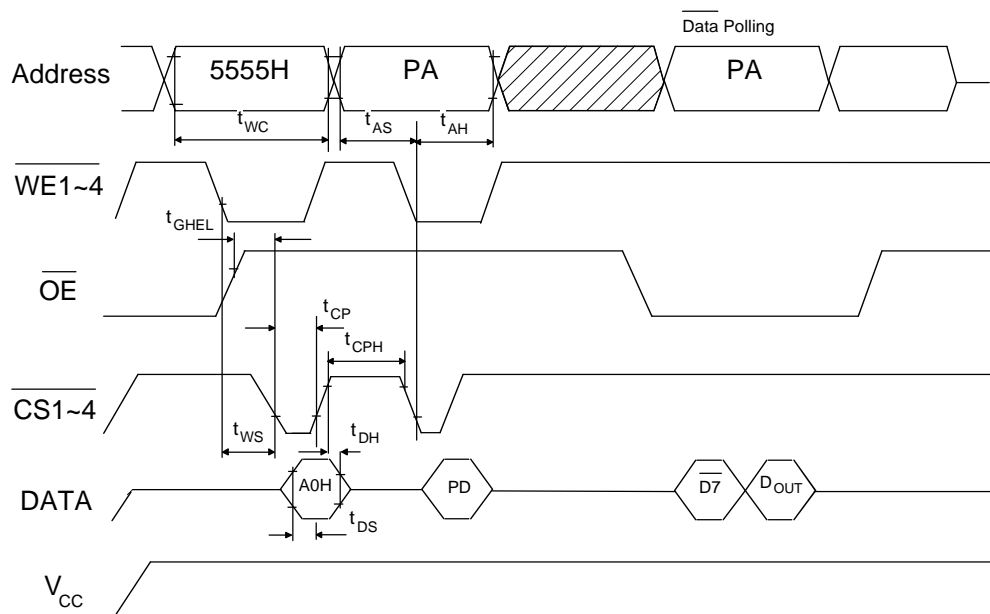 Data Polling
Address 5555H PA PA
tWC tAS tAH
WE1~4
tGHEL
OE
tCP
tCPH
CS1~4
tWS tDH
DATA A0H PD D7 DOUT
tDS
VCC